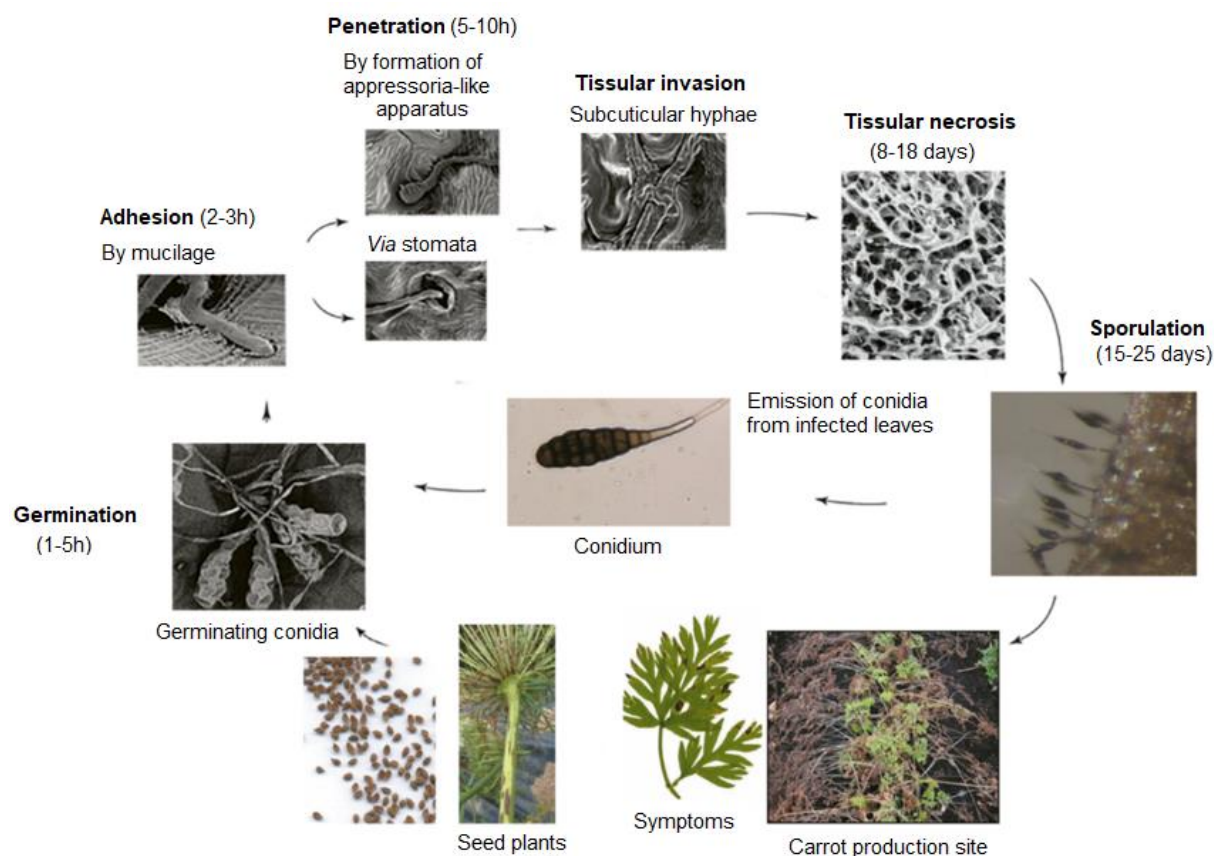 Penetration (5-10h)
By formation of
appressoria-like
apparatus
Tissular invasion
Subcuticular hyphae
Tissular necrosis
(8-18 days)
Adhesion (2-3h)
By mucilage
Via stomata
Sporulation
(15-25 days)
Emission of conidia
from infected leaves
Conidium
Germination
(1-5h)
Germinating conidia
Seed plants
Symptoms
Carrot production site